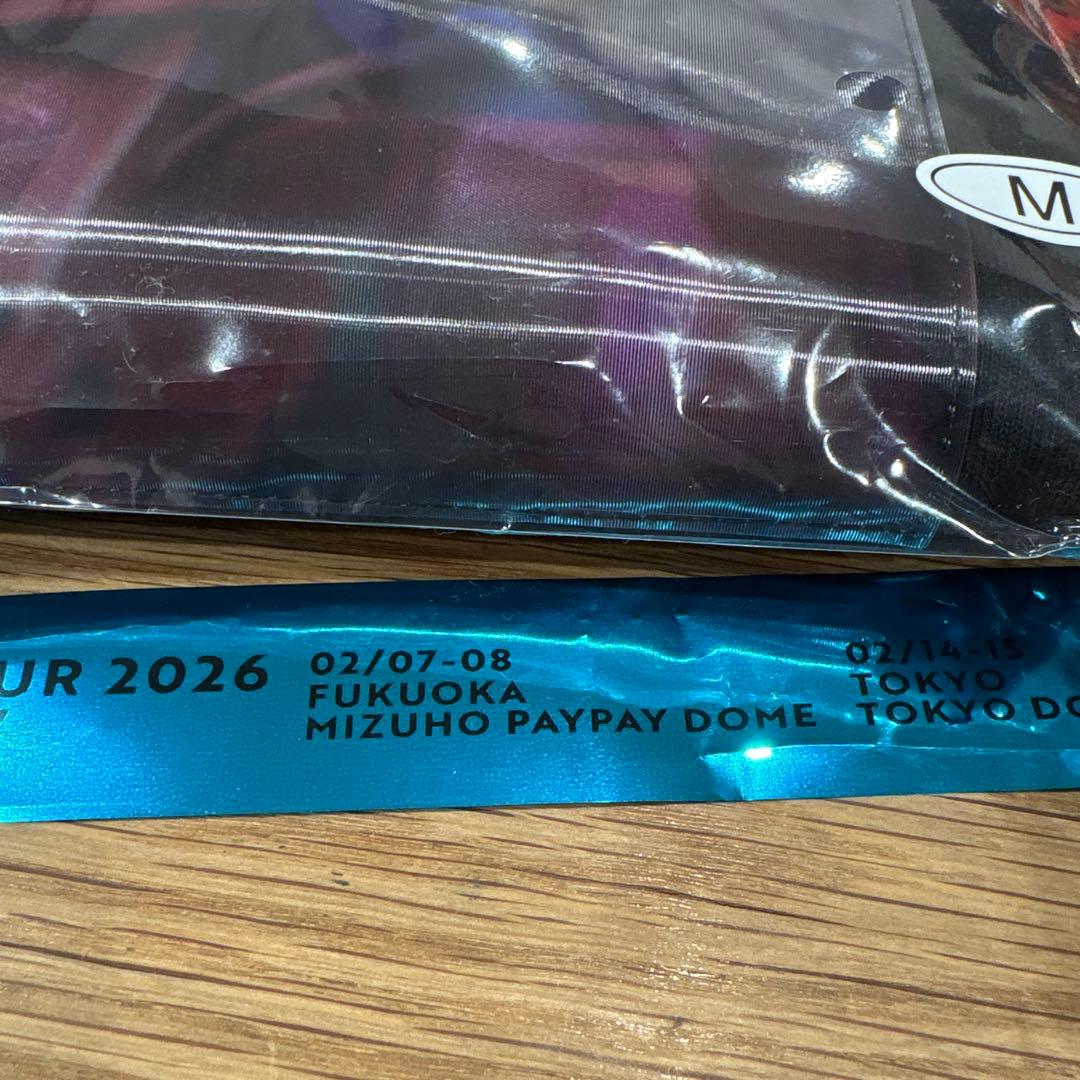 M
UR 2026
02/07-08
FUKUOKA
MIZUHO PAYPAY DOME
02/14-15
TOKYO
TOKYO DO